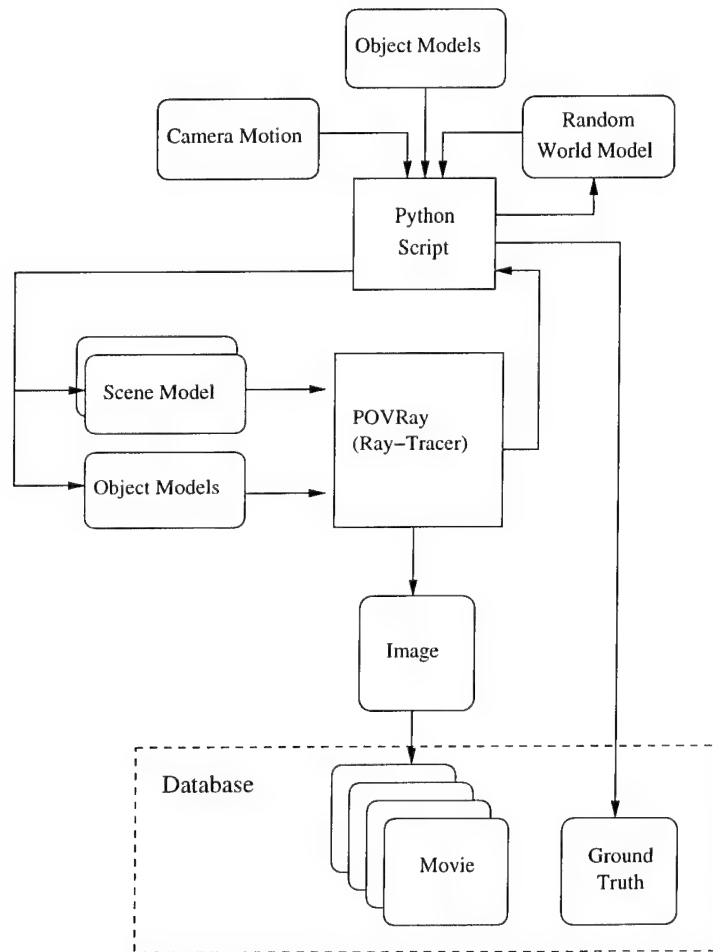 Object Models
Camera Motion
Random
World Model
Python
Script
Scene Model
POVRay
(Ray−Tracer)
Object Models
Image
Database
Movie
Ground
Truth